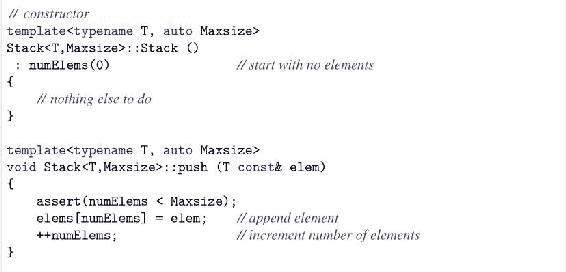 // constructor
template<typename T, auto Maxsize>
Stack<T,Maxsize>::Stack ()
 : numElems(0) // start with no elements
{
    // nothing else to do
}

template<typename T, auto Maxsize>
void Stack<T,Maxsize>::push (T const& elem)
{
    assert(numElems < Maxsize);
    elems[numElems] = elem; // append element
    ++numElems; // increment number of elements
}